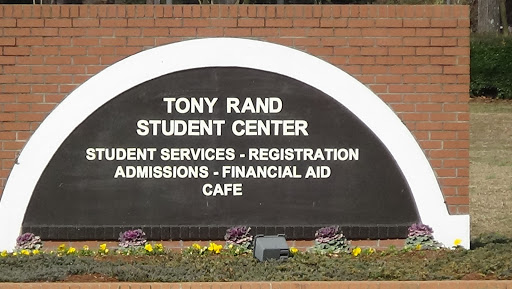 TONY RAND
STUDENT CENTER
STUDENT SERVICES - REGISTRATION
ADMISSIONS - FINANCIAL AID
CAFE